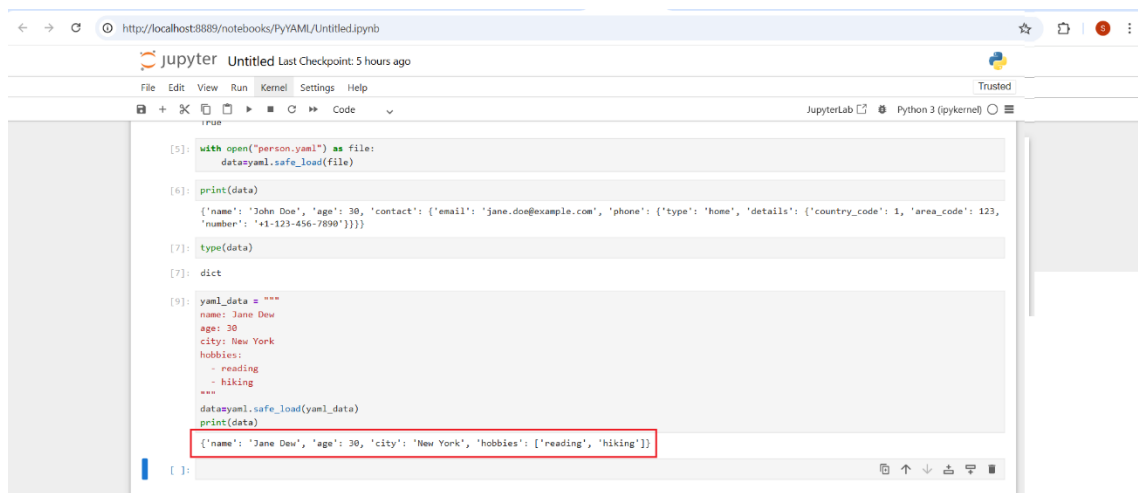 http://localhost:8889/notebooks/PyYAML/Untitled.ipynb
S
jupyter Untitled Last Checkpoint: 5 hours ago
File Edit View Run Kernel Settings Help
Trusted
Code
JupyterLab
Python 3 (ipykernel)
True
[5]: with open("person.yaml") as file:
data=yaml.safe_load(file)
[6]: print(data)
{'name': 'John Doe', 'age': 30, 'contact': {'email': 'jane.doe@example.com', 'phone': {'type': 'home', 'details': {'country_code': 1, 'area_code': 123,
'number': '+1-123-456-7890'}}}}
[7]: type(data)
[7]: dict
[9]: yaml_data = """
name: Jane Dew
age: 30
city: New York
hobbies:
- reading
- hiking
"""
data=yaml.safe_load(yaml_data)
print(data)
{'name': 'Jane Dew', 'age': 30, 'city': 'New York', 'hobbies': ['reading', 'hiking']}
[ ]: